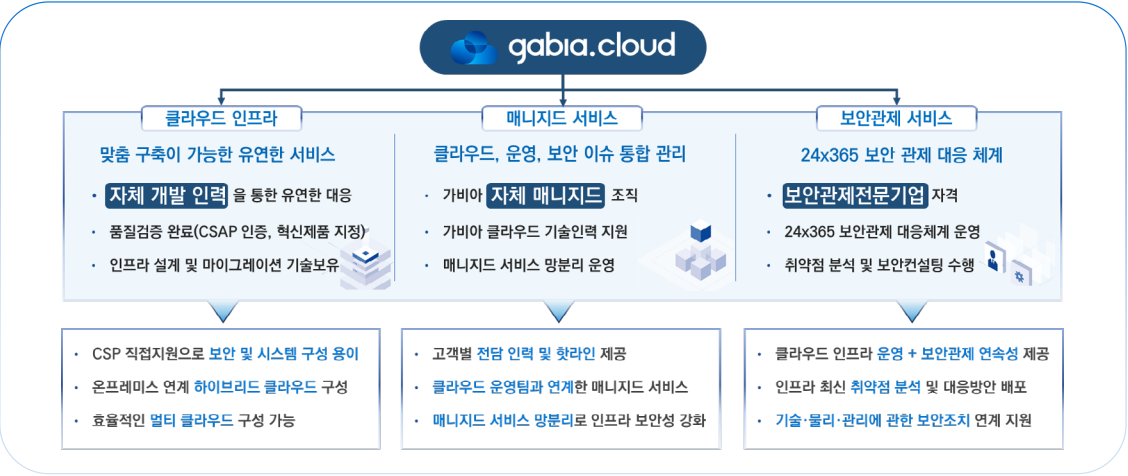 gabia.cloud
클라우드 인프라
맞춤 구축이 가능한 유연한 서비스
• 자체 개발 인력 을 통한 유연한 대응
• 품질검증 완료(CSAP 인증, 혁신제품 지정)
• 인프라 설계 및 마이그레이션 기술보유
• CSP 직접지원으로 보안 및 시스템 구성 용이
• 온프레미스 연계 하이브리드 클라우드 구성
• 효율적인 멀티 클라우드 구성 가능
매니지드 서비스
클라우드, 운영, 보안 이슈 통합 관리
• 가비아 자체 매니지드 조직
• 가비아 클라우드 기술인력 지원
• 매니지드 서비스 망분리 운영
• 고객별 전담 인력 및 핫라인 제공
• 클라우드 운영팀과 연계한 매니지드 서비스
• 매니지드 서비스 망분리로 인프라 보안성 강화
보안관제 서비스
24x365 보안 관제 대응 체계
• 보안관제전문기업 자격
• 24x365 보안관제 대응체계 운영
• 취약점 분석 및 보안컨설팅 수행
• 클라우드 인프라 운영 + 보안관제 연속성 제공
• 인프라 최신 취약점 분석 및 대응방안 배포
• 기술·물리·관리에 관한 보안조치 연계 지원